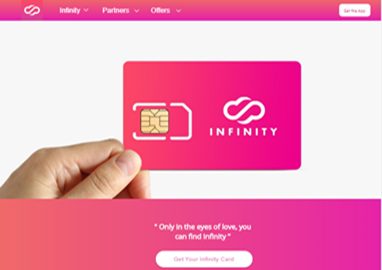 Infinity Partners Offers Get the App
INFINITY
" Only in the eyes of love, you
can find Infinity "
Get Your Infinity Card